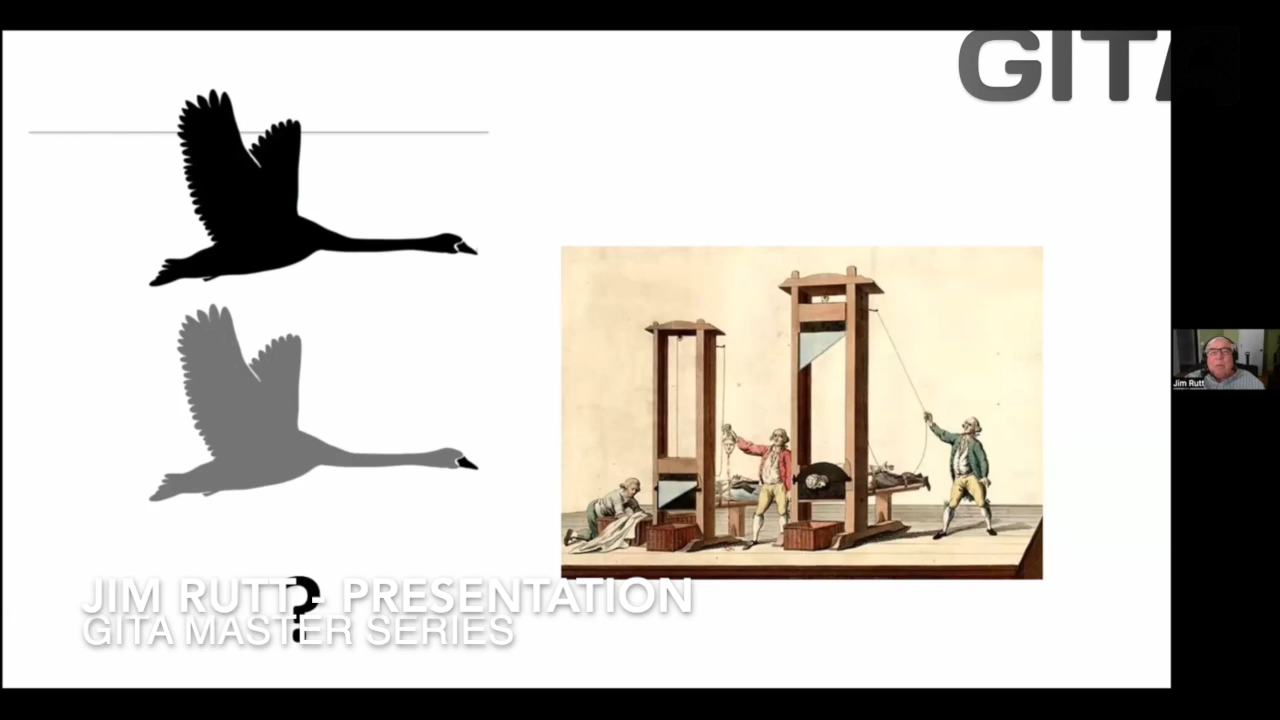 GITA
?
JIM RUTT - PRESENTATION
GITA MASTER SERIES
Jim Rutt